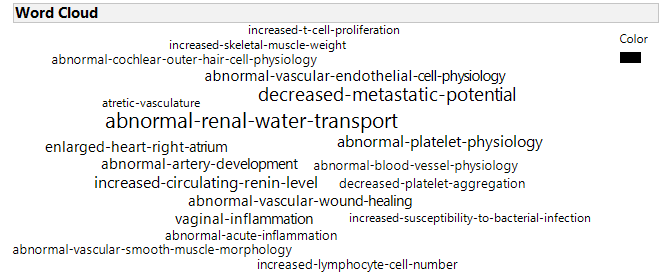 Word Cloud
increased-t-cell-proliferation
Color
increased-skeletal-muscle-weight
abnormal-cochlear-outer-hair-cell-physiology
abnormal-vascular-endothelial-cell-physiology
decreased-metastatic-potential
atretic-vasculature
abnormal-renal-water-transport
abnormal-platelet-physiology
enlarged-heart-right-atrium
abnormal-artery-development
abnormal-blood-vessel-physiology
increased-circulating-renin-level
decreased-platelet-aggregation
abnormal-vascular-wound-healing
vaginal-inflammation
increased-susceptibility-to-bacterial-infection
abnormal-acute-inflammation
abnormal-vascular-smooth-muscle-morphology
increased-lymphocyte-cell-number